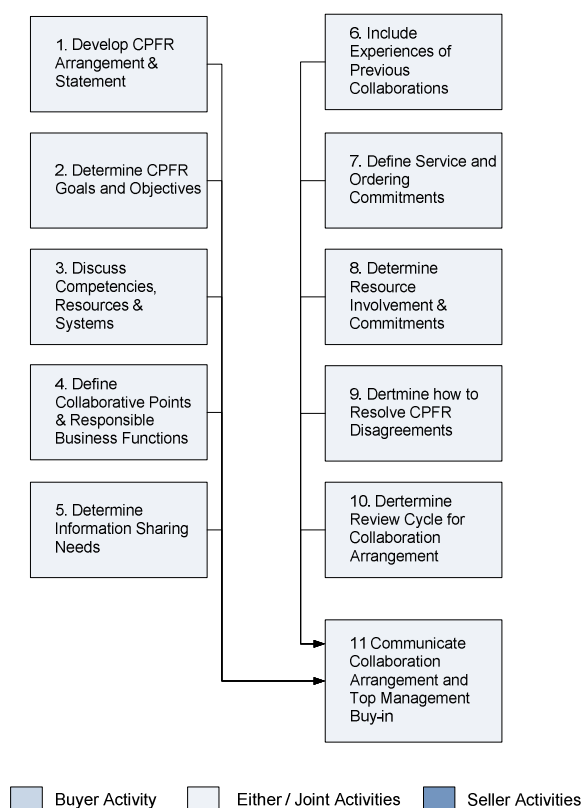 1. Develop CPFR
Arrangement &
Statement
2. Determine CPFR
Goals and Objectives
3. Discuss
Competencies,
Resources &
Systems
4. Define
Collaborative Points
& Responsible
Business Functions
5. Determine
Information Sharing
Needs
6. Include
Experiences of
Previous
Collaborations
7. Define Service and
Ordering
Commitments
8. Determine
Resource
Involvement &
Commitments
9. Dertmine how to
Resolve CPFR
Disagreements
10. Dertermine
Review Cycle for
Collaboration
Arrangement
11 Communicate
Collaboration
Arrangement and
Top Management
Buy-in
Buyer Activity
Either / Joint Activities
Seller Activities